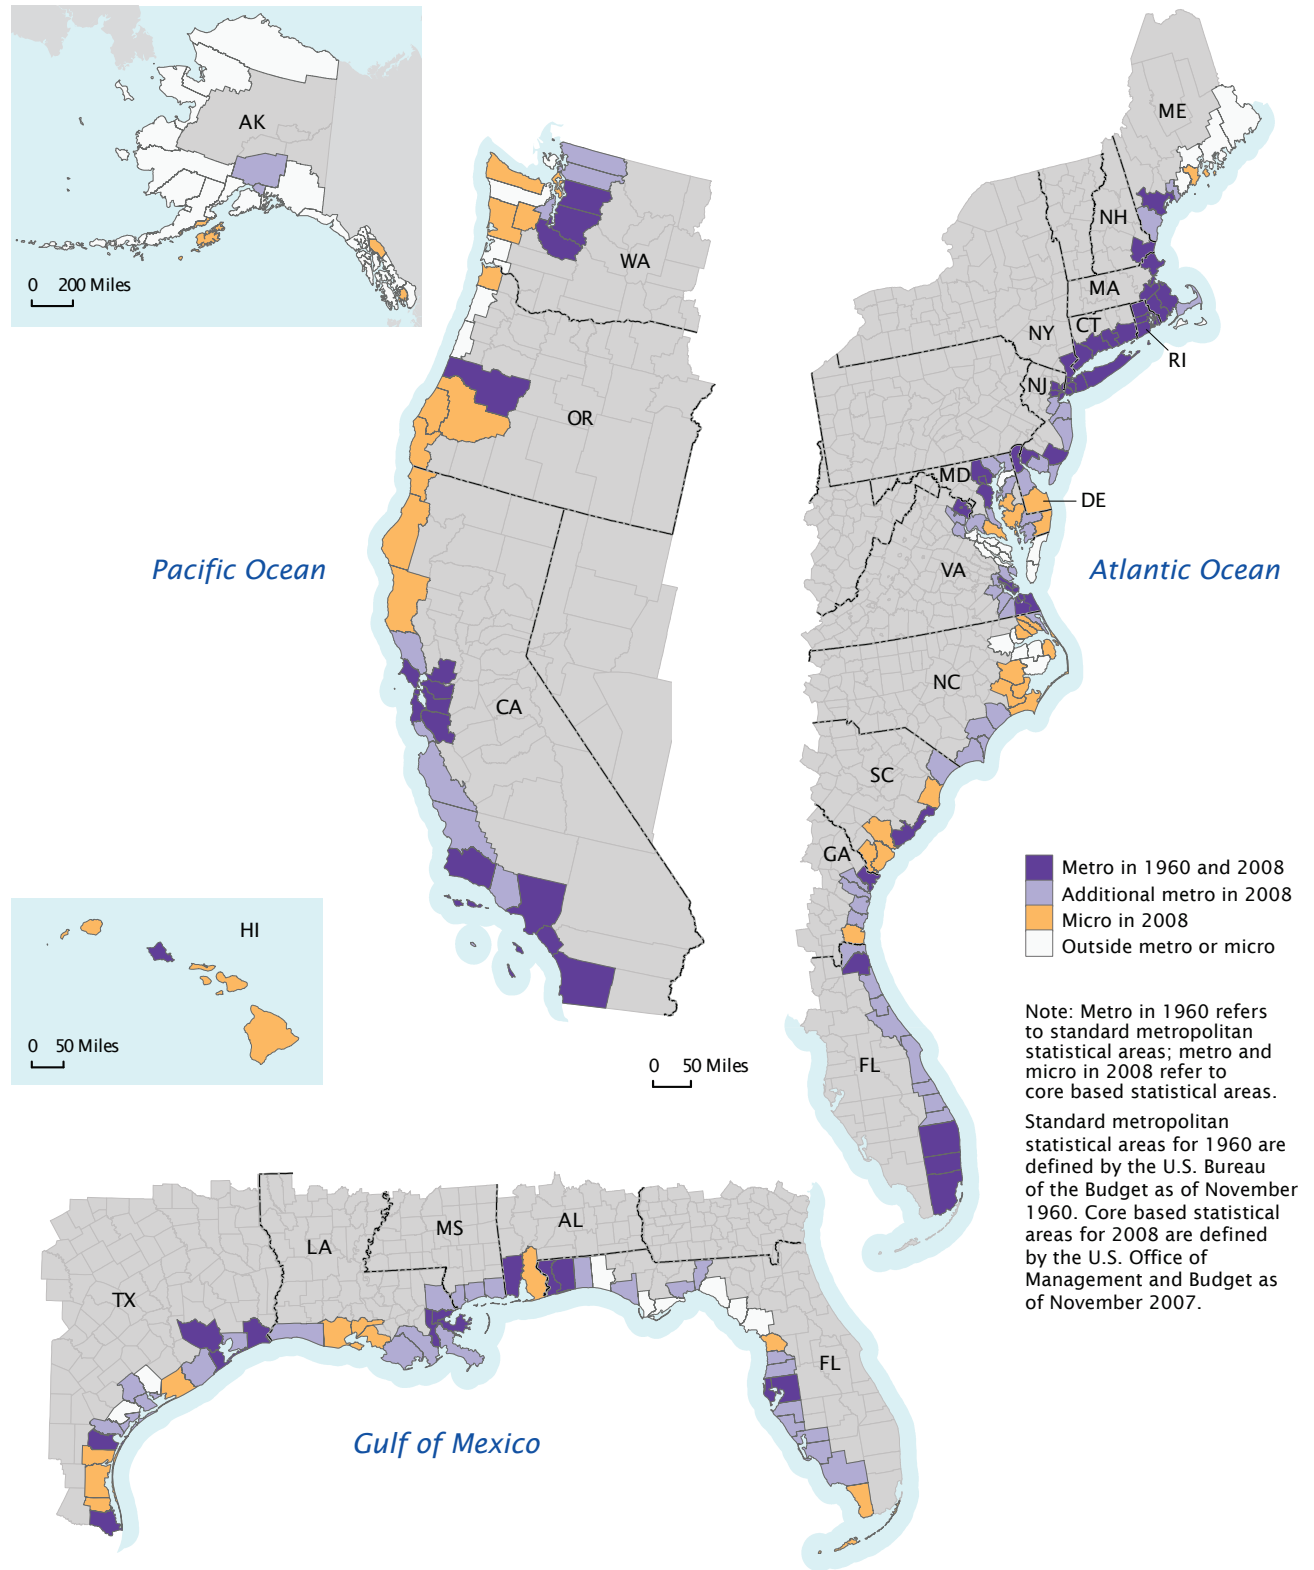 AK
0 200 Miles
ME
NH
WA
MA
NY
CT
RI
NJ
OR
MD
DE
Pacific Ocean
VA
Atlantic Ocean
NC
CA
SC
GA
Metro in 1960 and 2008
Additional metro in 2008
Micro in 2008
Outside metro or micro
HI
0 50 Miles
Note: Metro in 1960 refers
to standard metropolitan
statistical areas; metro and
micro in 2008 refer to
core based statistical areas.
0 50 Miles
FL
Standard metropolitan
statistical areas for 1960 are
defined by the U.S. Bureau
of the Budget as of November
1960. Core based statistical
areas for 2008 are defined
by the U.S. Office of
Management and Budget as
of November 2007.
MS
AL
LA
TX
FL
Gulf of Mexico